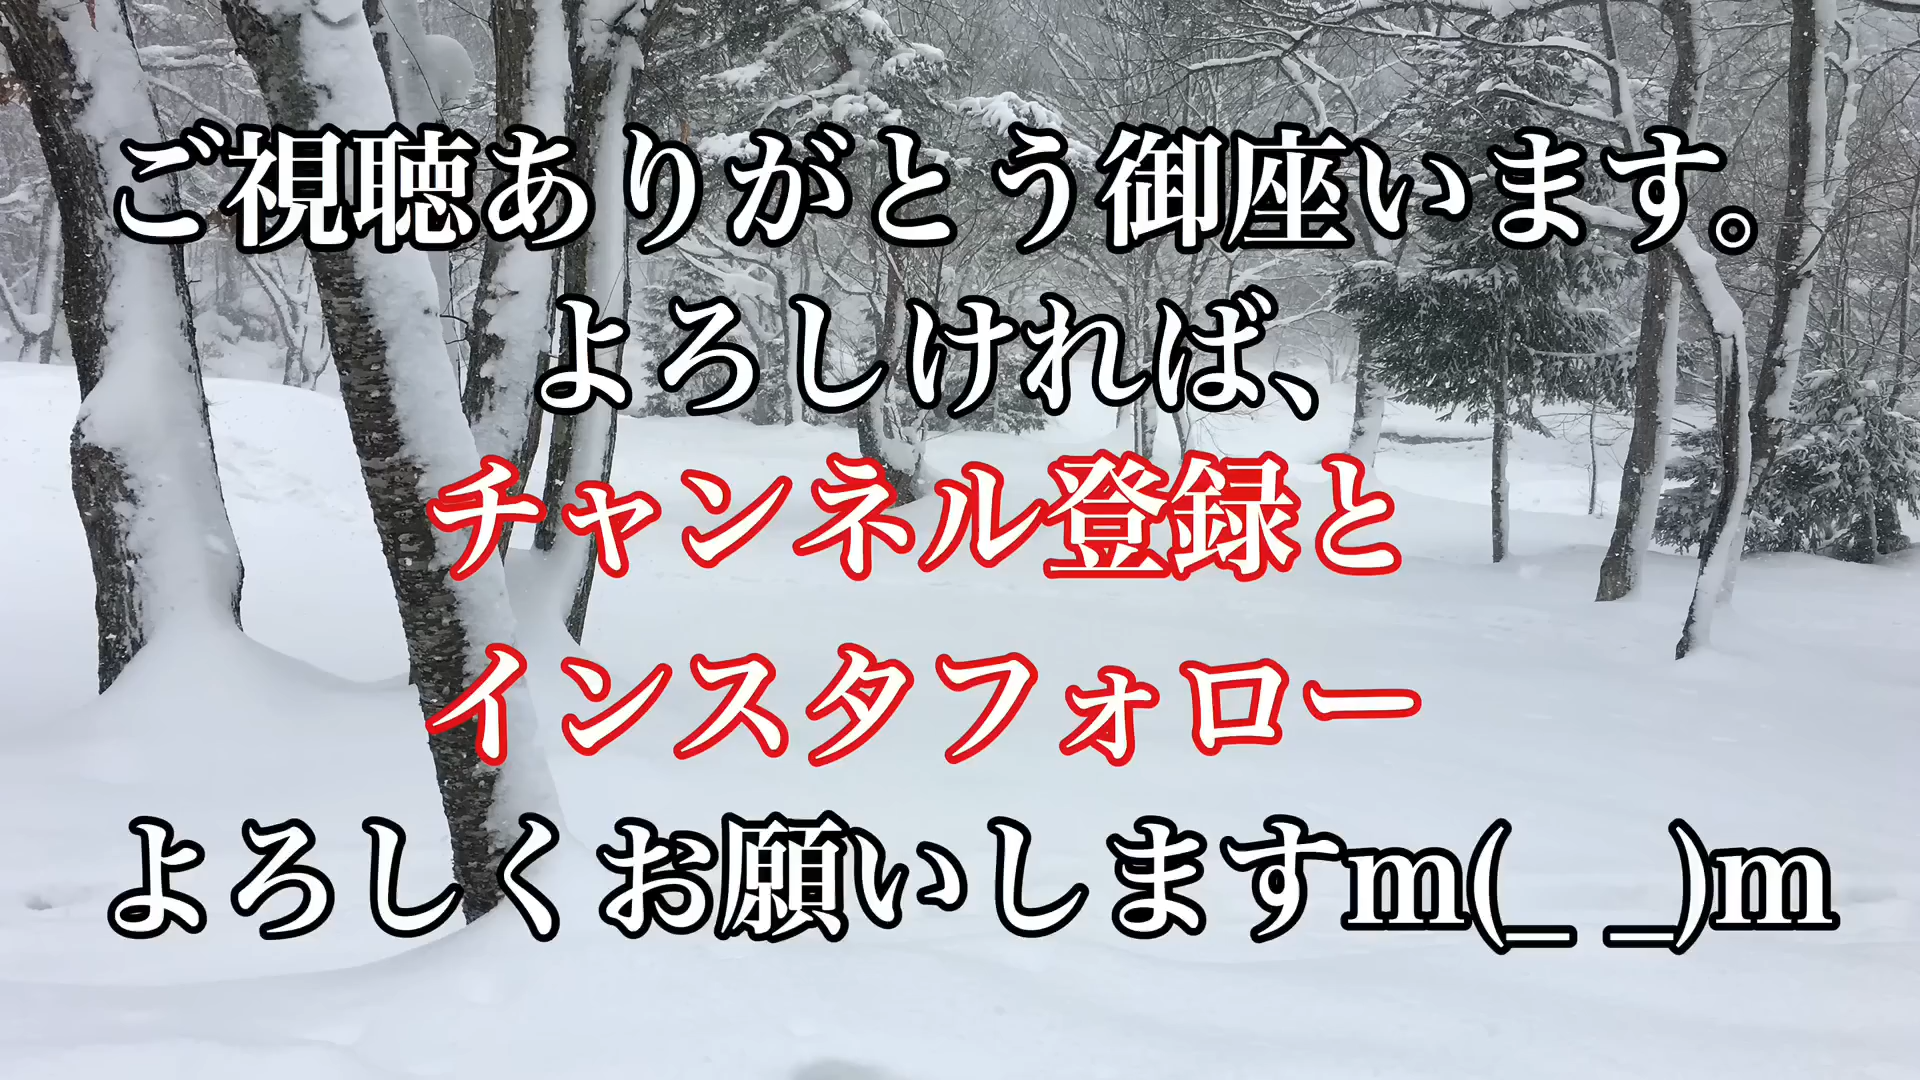 ご視聴ありがとう御座います。
よろしければ、
チャンネル登録と
インスタフォロー
よろしくお願いしますm(_ _)m